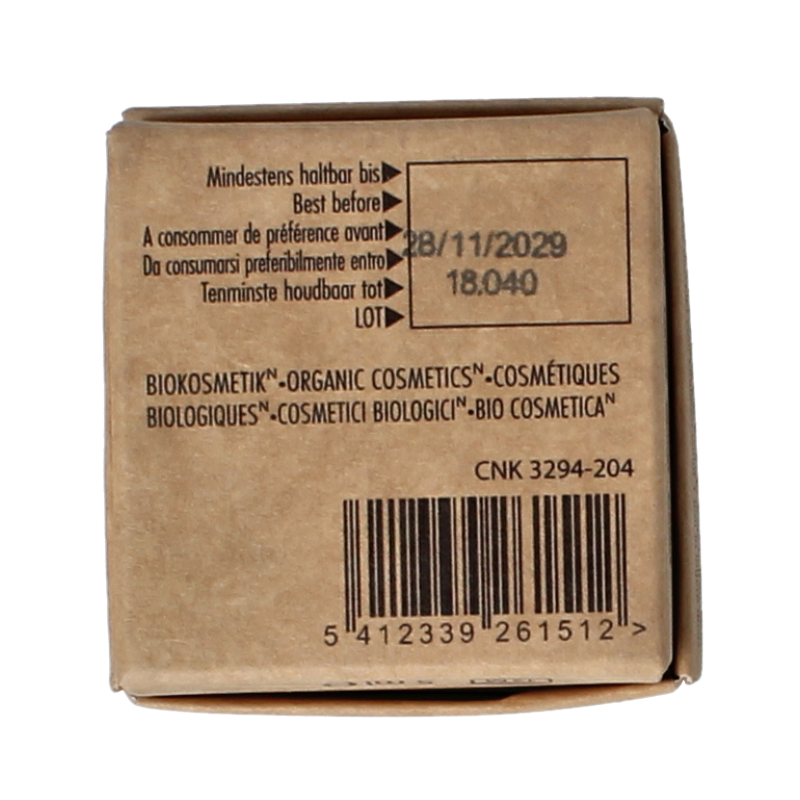 Mindestens haltbar bis▶
Best before▶
A consommer de préférence avant▶
Da consumarsi preferibilmente entro▶
Tenminste houdbaar tot▶
LOT▶
28/11/2029
18.040
BIOKOSMETIKᴺ•ORGANIC COSMETICSᴺ•COSMÉTIQUES
BIOLOGIQUESᴺ•COSMETICI BIOLOGICIᴺ•BIO COSMETICAᴺ
CNK 3294-204
5 412339 261512 >